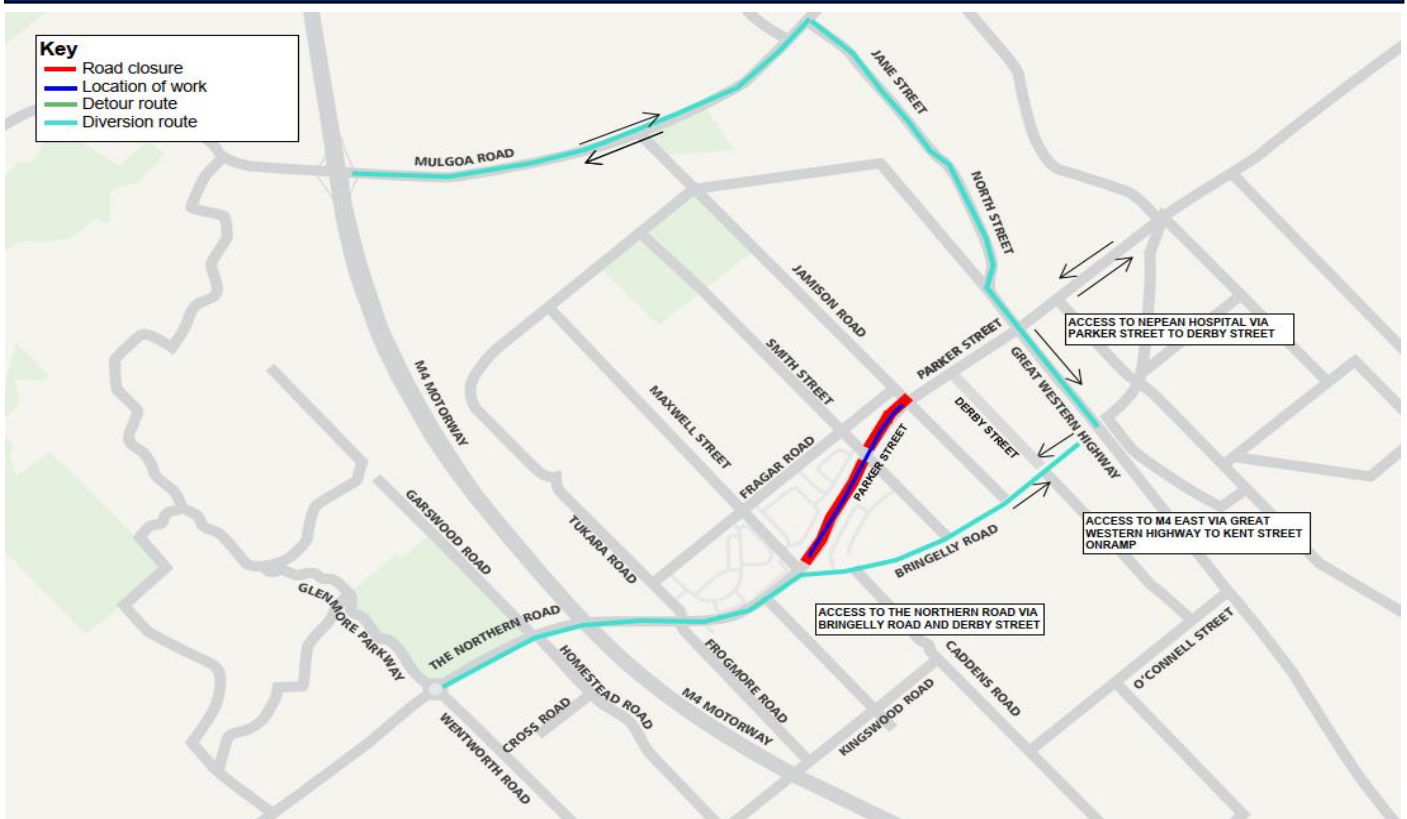 Key
Road closure
Location of work
Detour route
Diversion route
JANE STREET
MULGOA ROAD
NORTH STREET
JAMISON ROAD
ACCESS TO NEPEAN HOSPITAL VIA
PARKER STREET TO DERBY STREET
PARKER STREET
SMITH STREET
GREAT WESTERN HIGHWAY
M4 MOTORWAY
MAXWELL STREET
DERBY STREET
PARKER STREET
FRAGAR ROAD
GARSWOOD ROAD
TUKARA ROAD
ACCESS TO M4 EAST VIA GREAT
WESTERN HIGHWAY TO KENT STREET
ONRAMP
BRINGELLY ROAD
GLENMORE PARKWAY
THE NORTHERN ROAD
ACCESS TO THE NORTHERN ROAD VIA
BRINGELLY ROAD AND DERBY STREET
HOMESTEAD ROAD
FROGMORE ROAD
CADDENS ROAD
O'CONNELL STREET
M4 MOTORWAY
KINGSWOOD ROAD
CROSS ROAD
WENTWORTH ROAD